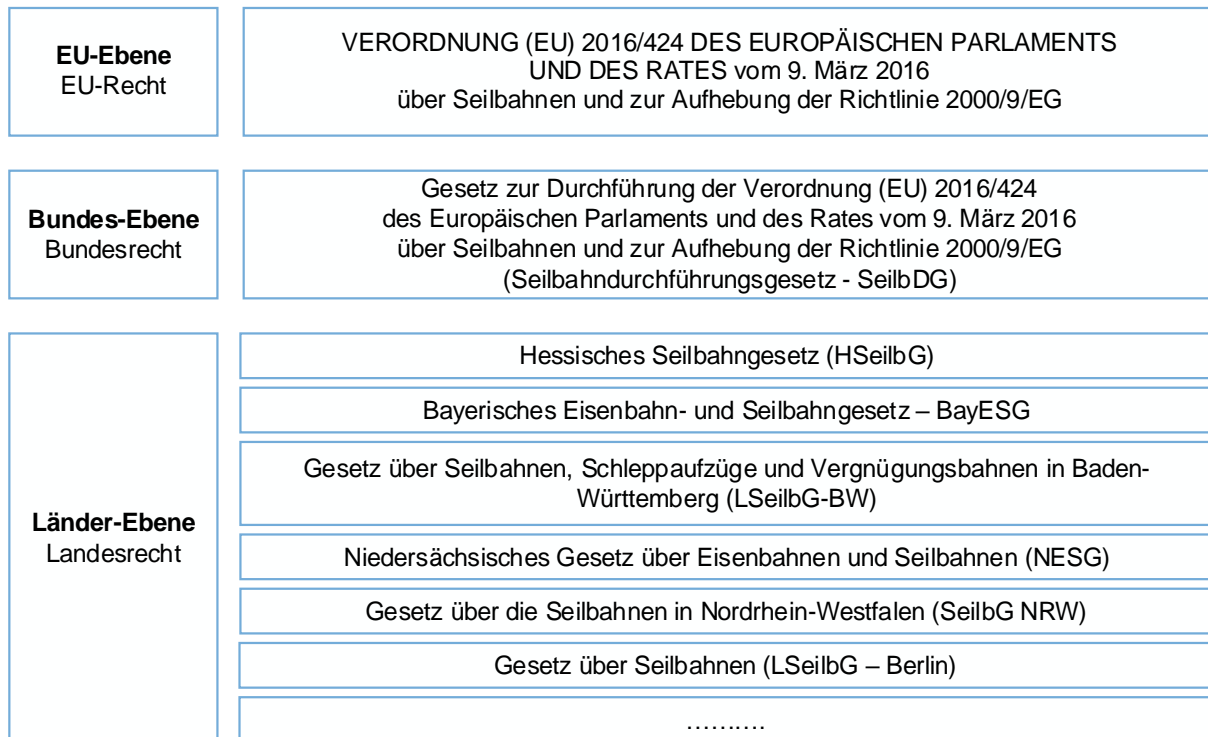 EU-Ebene
EU-Recht
VERORDNUNG (EU) 2016/424 DES EUROPÄISCHEN PARLAMENTS
UND DES RATES vom 9. März 2016
über Seilbahnen und zur Aufhebung der Richtlinie 2000/9/EG
Bundes-Ebene
Bundesrecht
Gesetz zur Durchführung der Verordnung (EU) 2016/424
des Europäischen Parlaments und des Rates vom 9. März 2016
über Seilbahnen und zur Aufhebung der Richtlinie 2000/9/EG
(Seilbahndurchführungsgesetz - SeilbDG)
Länder-Ebene
Landesrecht
Hessisches Seilbahngesetz (HSeilbG)
Bayerisches Eisenbahn- und Seilbahngesetz – BayESG
Gesetz über Seilbahnen, Schleppaufzüge und Vergnügungsbahnen in Baden-
Württemberg (LSeilbG-BW)
Niedersächsisches Gesetz über Eisenbahnen und Seilbahnen (NESG)
Gesetz über die Seilbahnen in Nordrhein-Westfalen (SeilbG NRW)
Gesetz über Seilbahnen (LSeilbG – Berlin)
……….